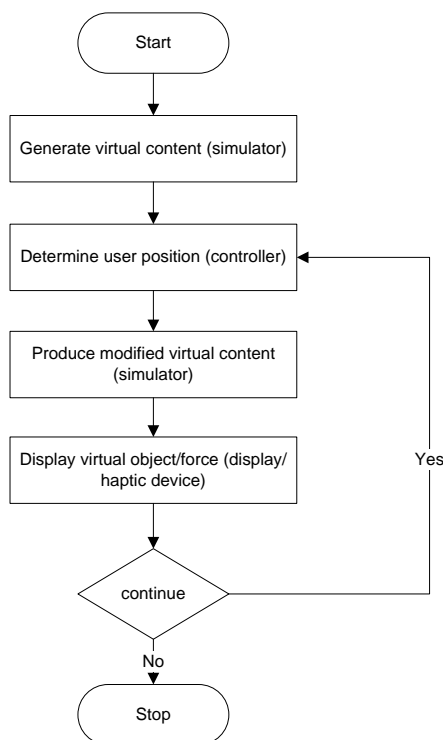 Start
Generate virtual content (simulator)
Determine user position (controller)
Produce modified virtual content
(simulator)
Display virtual object/force (display/
haptic device)
Yes
continue
No
Stop